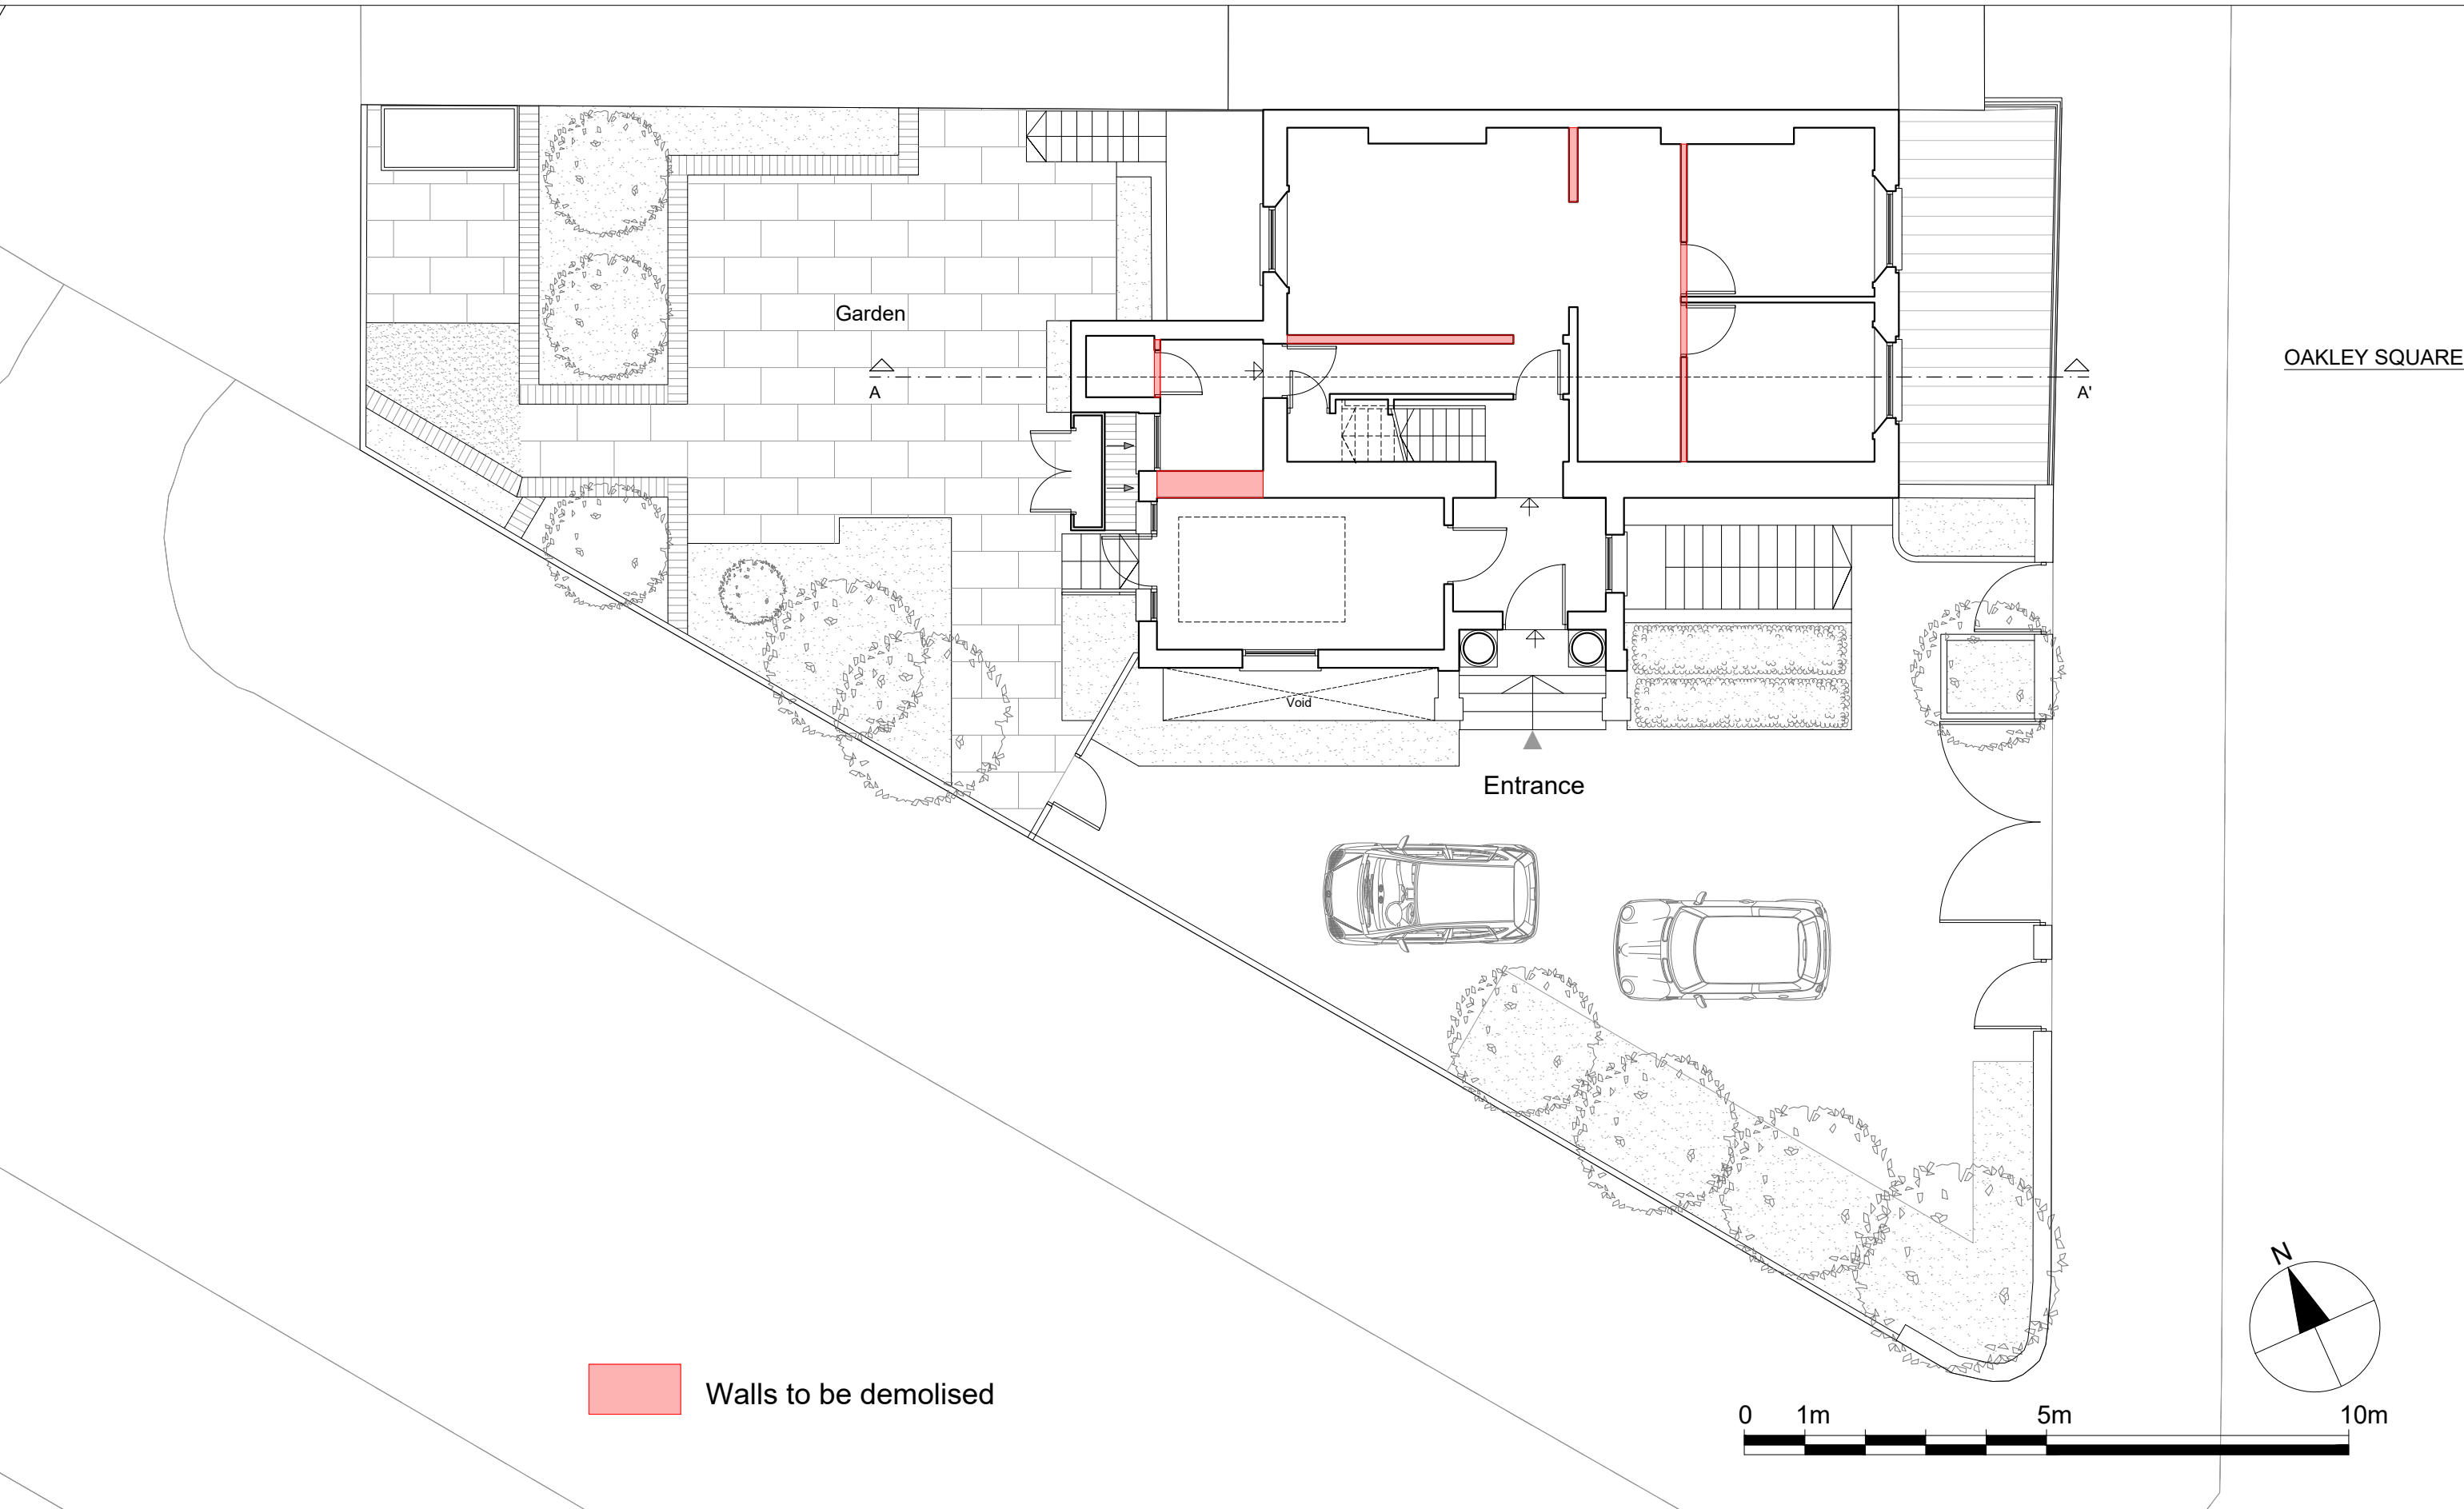 Garden
OAKLEY SQUARE
A
A'
Void
Entrance
N
Walls to be demolised
0 1m 5m 10m